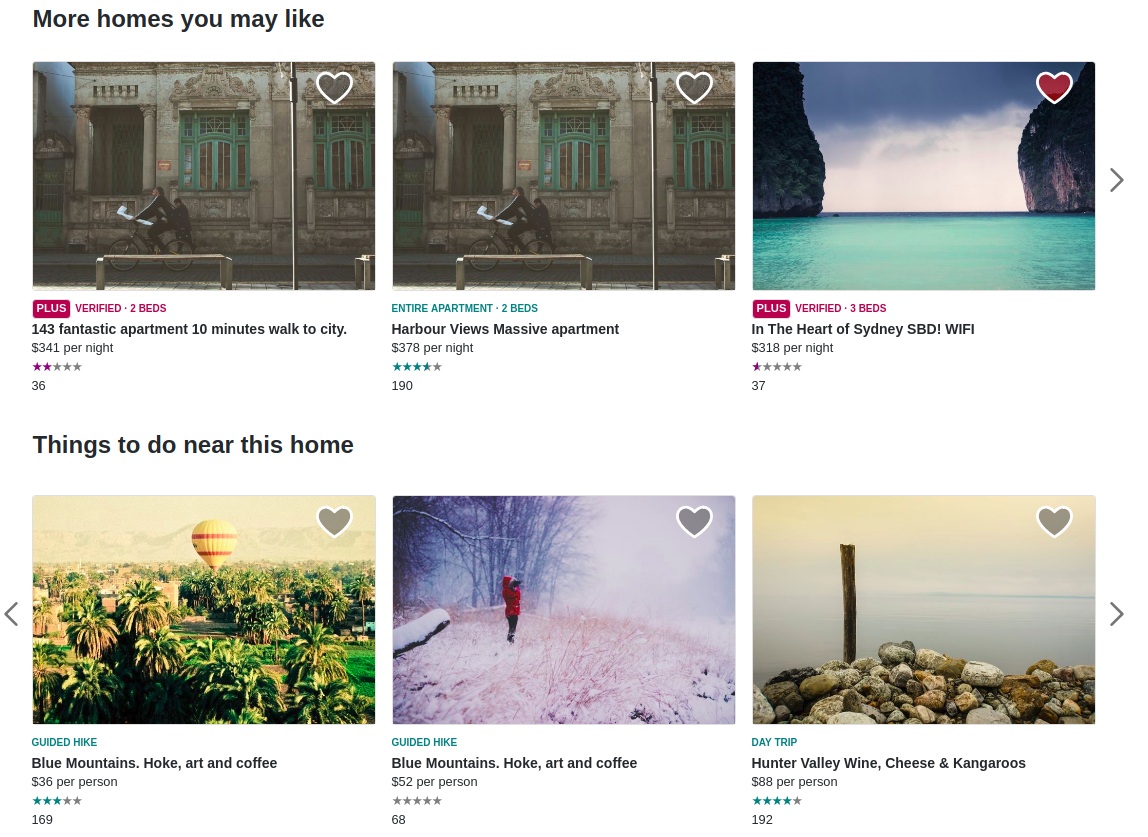 More homes you may like
PLUS VERIFIED · 2 BEDS
143 fantastic apartment 10 minutes walk to city.
$341 per night
★★★★★
36
ENTIRE APARTMENT · 2 BEDS
Harbour Views Massive apartment
$378 per night
★★★★★
190
PLUS VERIFIED · 3 BEDS
In The Heart of Sydney SBD! WIFI
$318 per night
★★★★★
37
Things to do near this home
GUIDED HIKE
Blue Mountains. Hoke, art and coffee
$36 per person
★★★★★
169
GUIDED HIKE
Blue Mountains. Hoke, art and coffee
$52 per person
★★★★★
68
DAY TRIP
Hunter Valley Wine, Cheese & Kangaroos
$88 per person
★★★★★
192